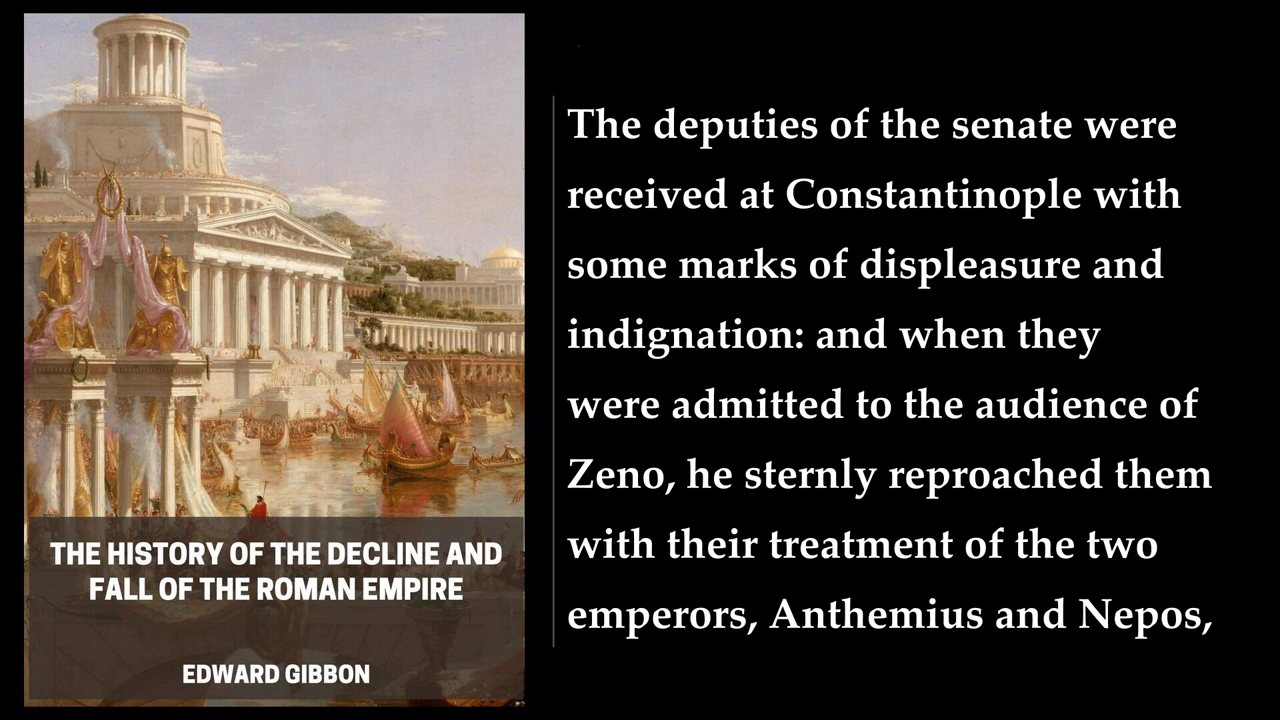 THE HISTORY OF THE DECLINE AND
FALL OF THE ROMAN EMPIRE
EDWARD GIBBON
The deputies of the senate were
received at Constantinople with
some marks of displeasure and
indignation: and when they
were admitted to the audience of
Zeno, he sternly reproached them
with their treatment of the two
emperors, Anthemius and Nepos,